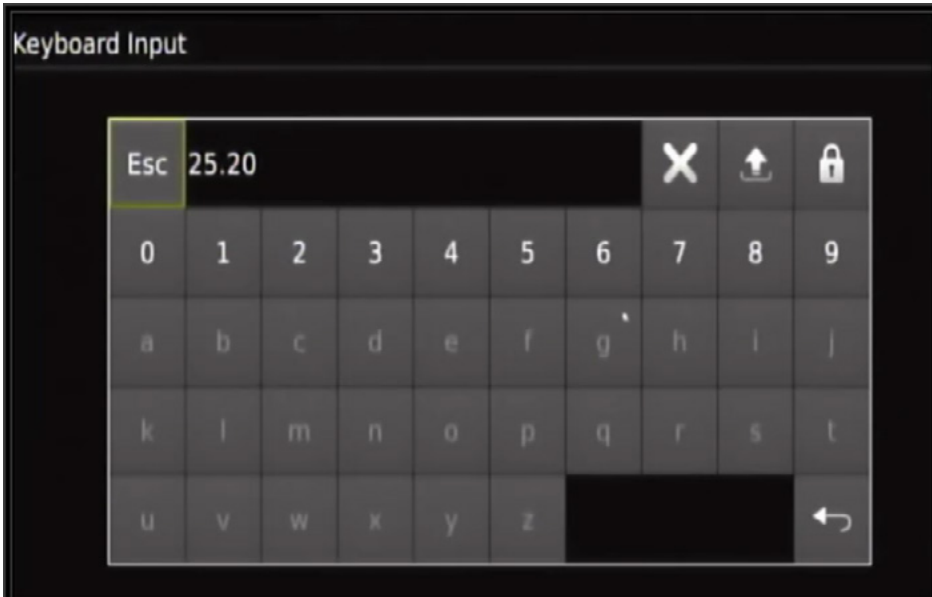 Keyboard Input
Esc 25.20
0 1 2 3 4 5 6 7 8 9
a b c d e f g h i j
k l m n o p q r s t
u v w x y z